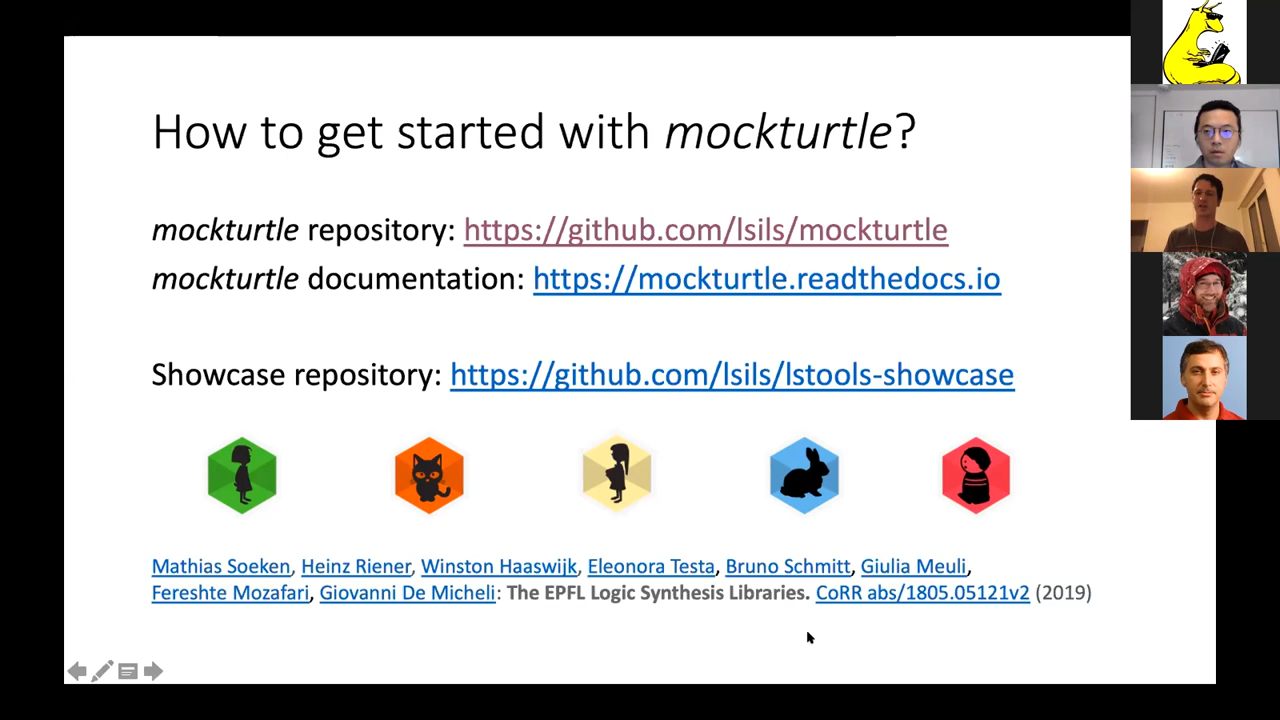 How to get started with mockturtle?
mockturtle repository: https://github.com/lsils/mockturtle
mockturtle documentation: https://mockturtle.readthedocs.io
Showcase repository: https://github.com/lsils/lstools-showcase
Mathias Soeken, Heinz Riener, Winston Haaswijk, Eleonora Testa, Bruno Schmitt, Giulia Meuli,
Fereshte Mozafari, Giovanni De Micheli: The EPFL Logic Synthesis Libraries. CoRR abs/1805.05121v2 (2019)